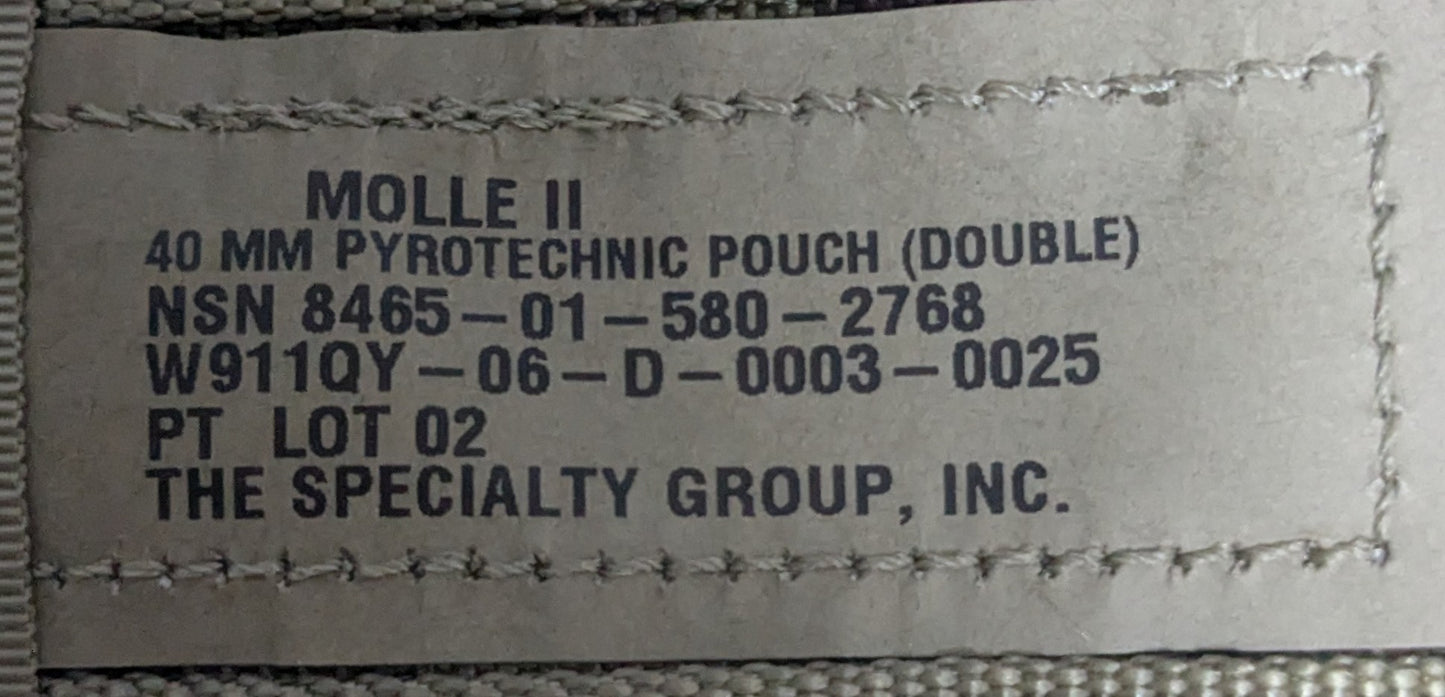 MOLLE II
40 MM PYROTECHNIC POUCH (DOUBLE)
NSN 8465-01-580-2768
W911QY-06-D-0003-0025
PT LOT 02
THE SPECIALTY GROUP, INC.